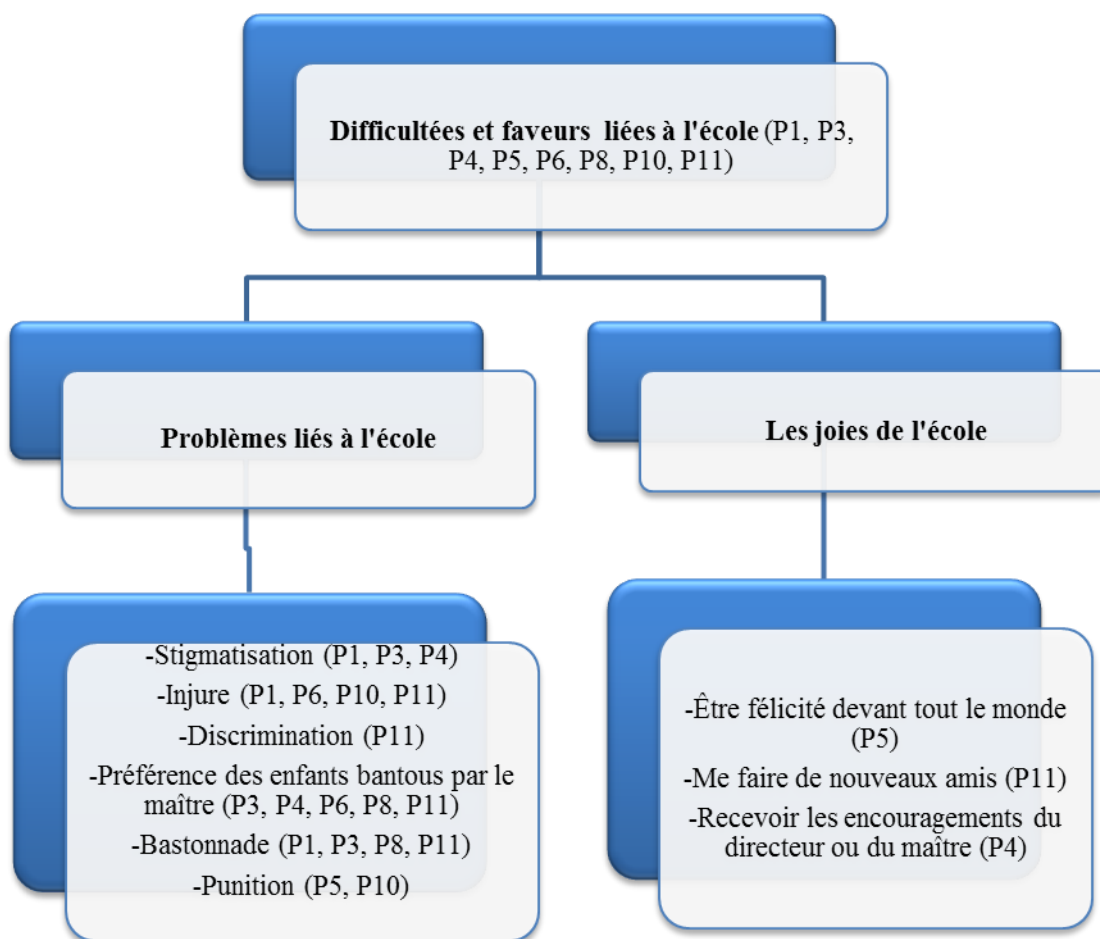 Difficultées et faveurs liées à l'école (P1, P3,
P4, P5, P6, P8, P10, P11)
Problèmes liés à l'école
Les joies de l'école
-Stigmatisation (P1, P3, P4)
-Injure (P1, P6, P10, P11)
-Discrimination (P11)
-Préférence des enfants bantous par le
maître (P3, P4, P6, P8, P11)
-Bastonnade (P1, P3, P8, P11)
-Punition (P5, P10)
-Être félicité devant tout le monde
(P5)
-Me faire de nouveaux amis (P11)
-Recevoir les encouragements du
directeur ou du maître (P4)